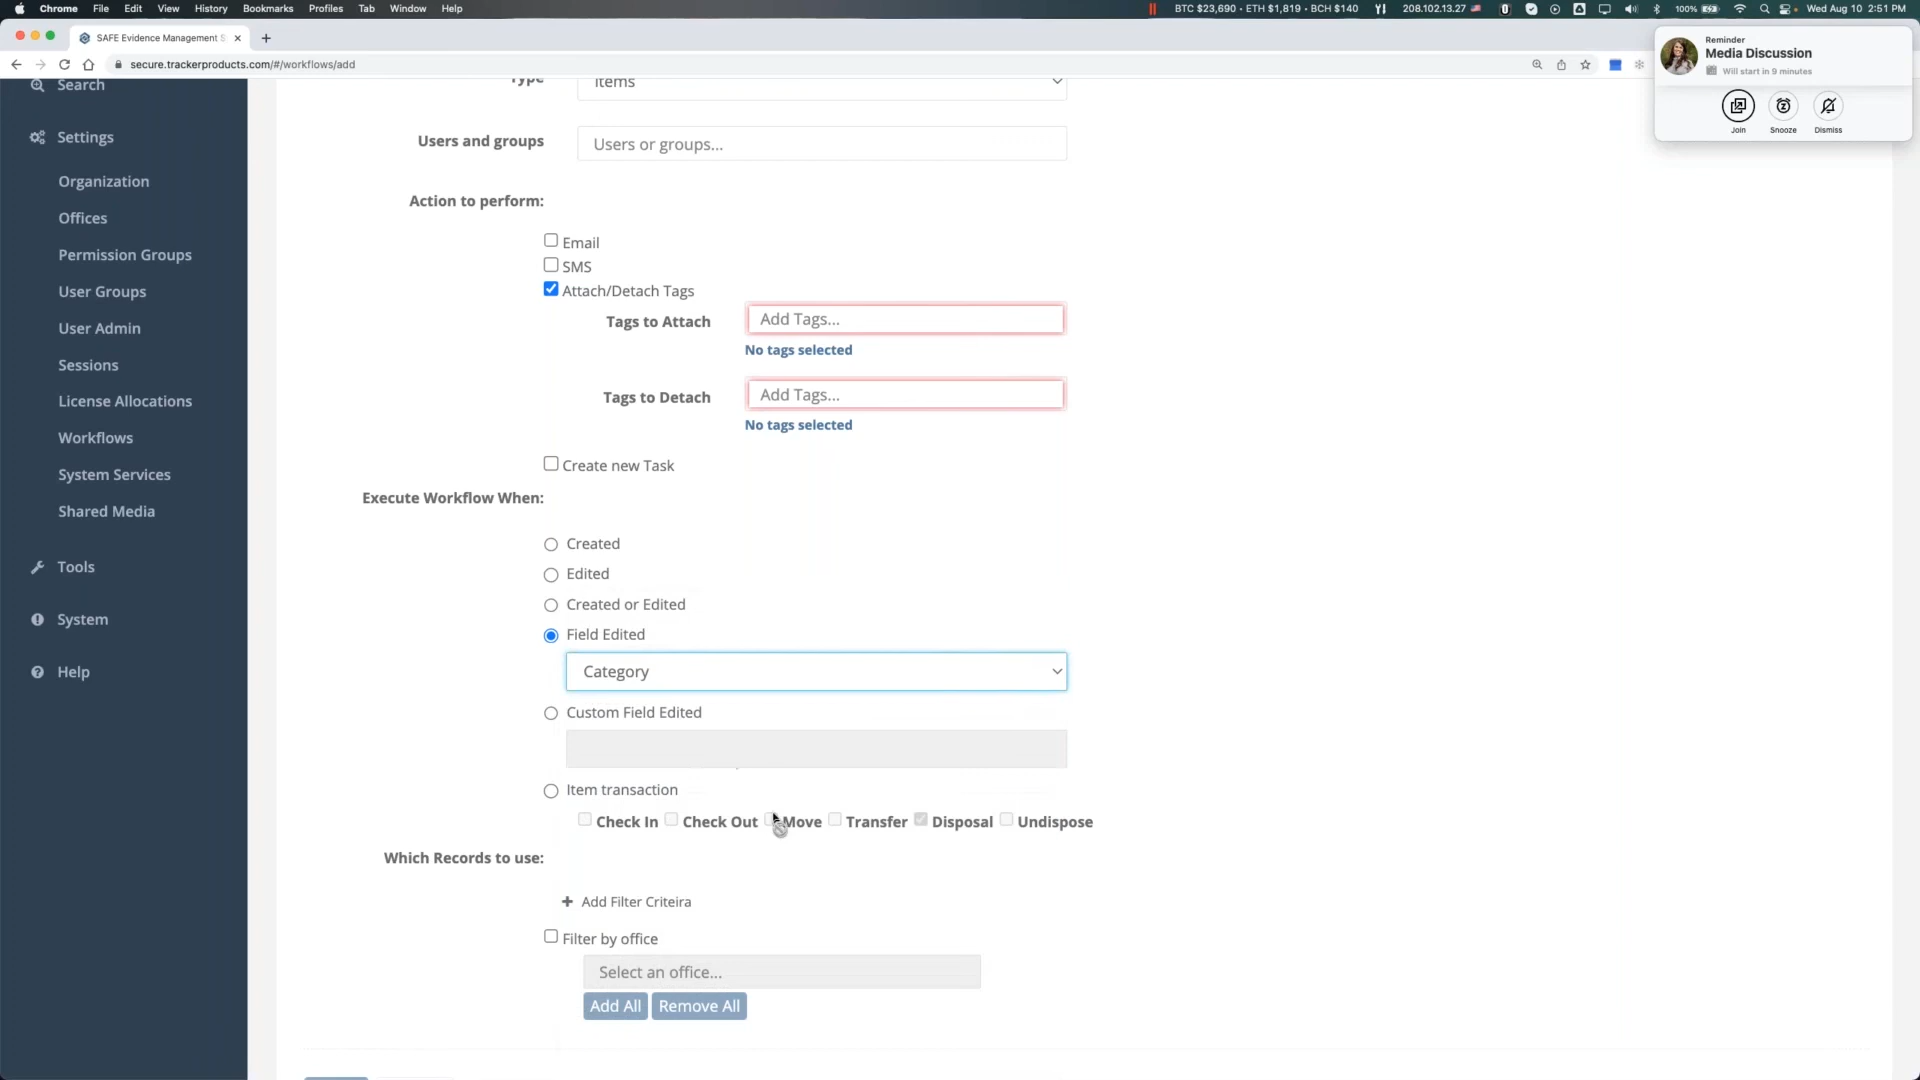 Chrome File Edit View History Bookmarks Profiles Tab Window Help
BTC $23,690 • ETH $1,819 • BCH $140 208.102.13.27 100% Wed Aug 10 2:51 PM
SAFE Evidence Management S
secure.trackerproducts.com/#/workflows/add
Reminder
Media Discussion
Will start in 9 minutes
Join Snooze Dismiss
Search
Settings
Organization
Offices
Permission Groups
User Groups
User Admin
Sessions
License Allocations
Workflows
System Services
Shared Media
Tools
System
Help
Type Items
Users and groups Users or groups...
Action to perform:
Email
SMS
Attach/Detach Tags
Tags to Attach Add Tags...
No tags selected
Tags to Detach Add Tags...
No tags selected
Create new Task
Execute Workflow When:
Created
Edited
Created or Edited
Field Edited
Category
Custom Field Edited
Item transaction
Check In Check Out Move Transfer Disposal Undispose
Which Records to use:
+ Add Filter Criteira
Filter by office
Select an office...
Add All Remove All